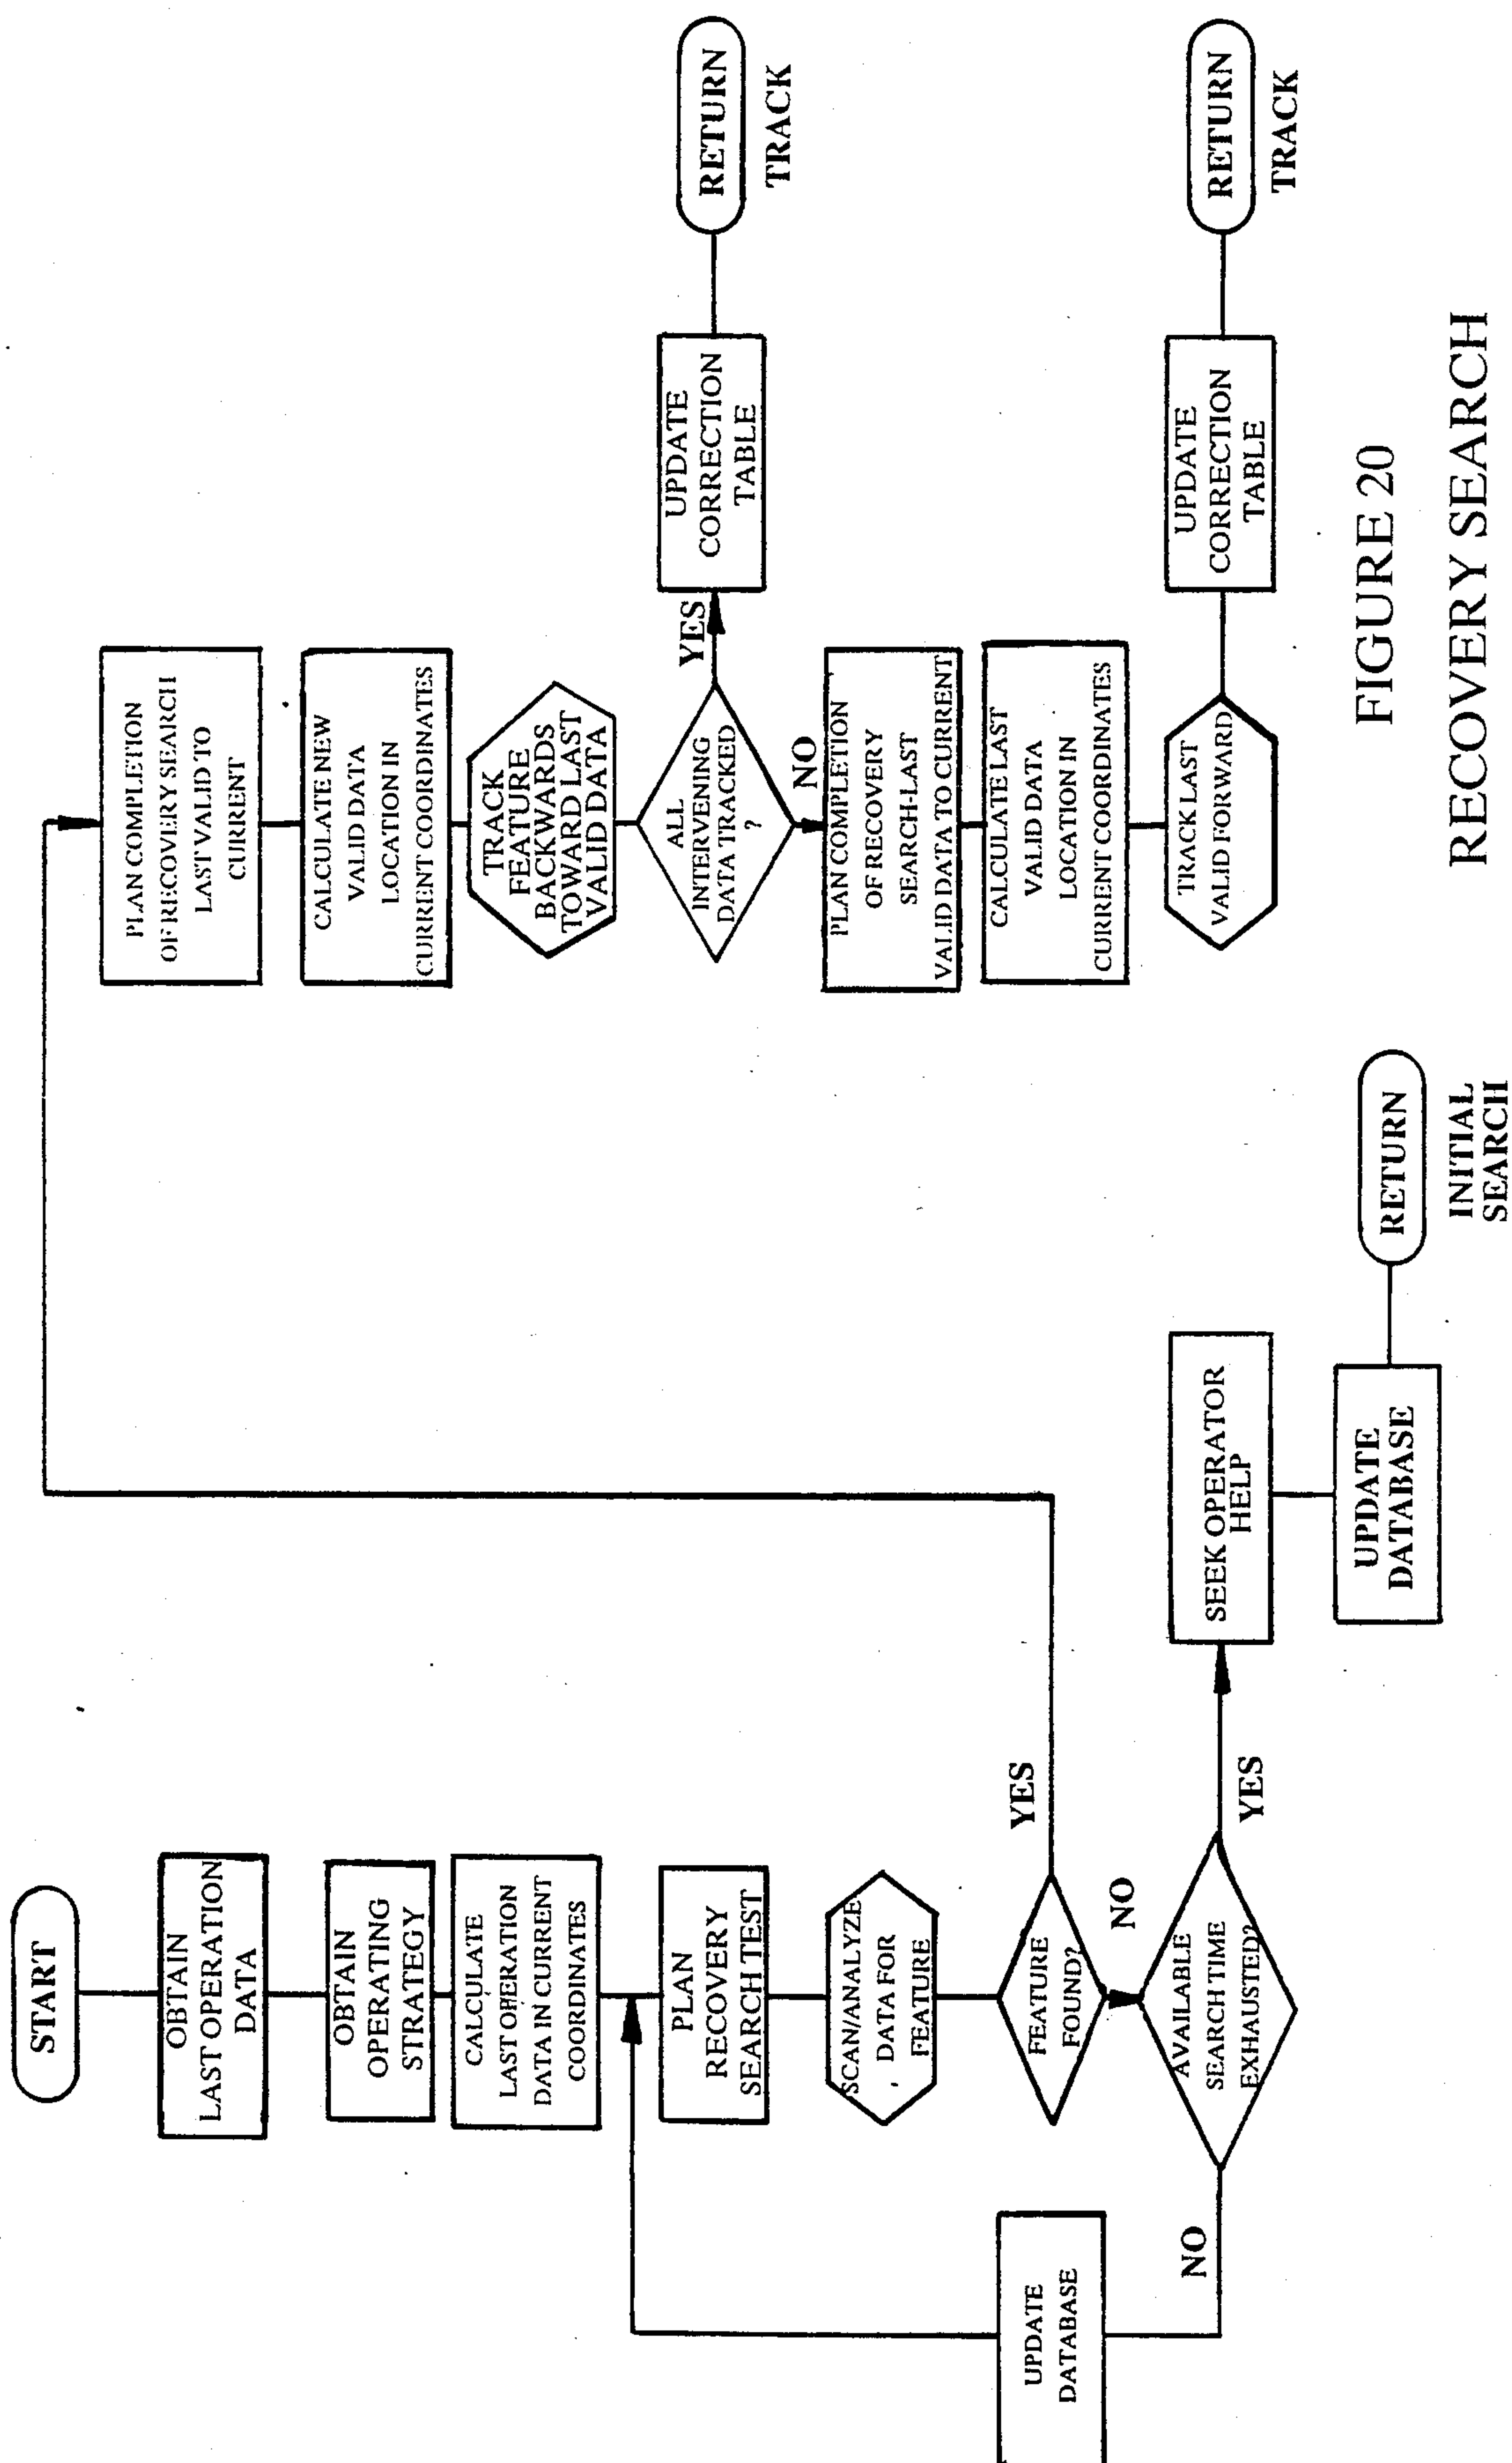 START
OBTAIN
LAST OPERATION
DATA
OBTAIN
OPERATING
STRATEGY
CALCULATE
LAST OPERATION
DATA IN CURRENT
COORDINATES
PLAN
RECOVERY
SEARCH TEST
SCAN/ANALYZE
DATA FOR
FEATURE
FEATURE
FOUND?
YES
NO
AVAILABLE
SEARCH TIME
EXHAUSTED?
NO
YES
UPDATE
DATABASE
SEEK OPERATOR
HELP
UPDATE
DATABASE
RETURN
INITIAL
SEARCH
PLAN COMPLETION
OF RECOVERY SEARCH
LAST VALID TO
CURRENT
CALCULATE NEW
VALID DATA
LOCATION IN
CURRENT COORDINATES
TRACK
FEATURE
BACKWARDS
TOWARD LAST
VALID DATA
ALL
INTERVENING
DATA TRACKED
?
YES
NO
UPDATE
CORRECTION
TABLE
RETURN
TRACK
PLAN COMPLETION
OF RECOVERY
SEARCH-LAST
VALID DATA TO CURRENT
CALCULATE LAST
VALID DATA
LOCATION IN
CURRENT COORDINATES
TRACK LAST
VALID FORWARD
UPDATE
CORRECTION
TABLE
RETURN
TRACK
FIGURE 20
RECOVERY SEARCH